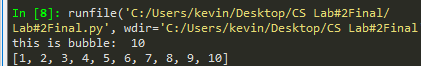 In [8]: runfile('C:/Users/kevin/Desktop/CS Lab#2Final/
Lab#2Final.py', wdir='C:/Users/kevin/Desktop/CS Lab#2Final
this is bubble:  10
[1, 2, 3, 4, 5, 6, 7, 8, 9, 10]